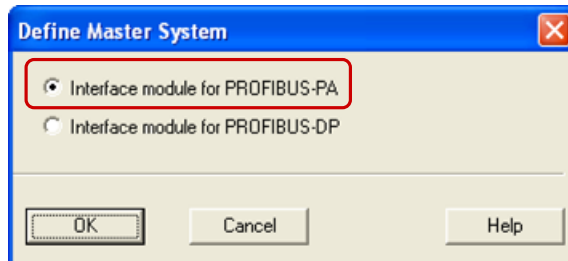 Define Master System
Interface module for PROFIBUS-PA
Interface module for PROFIBUS-DP
OK
Cancel
Help